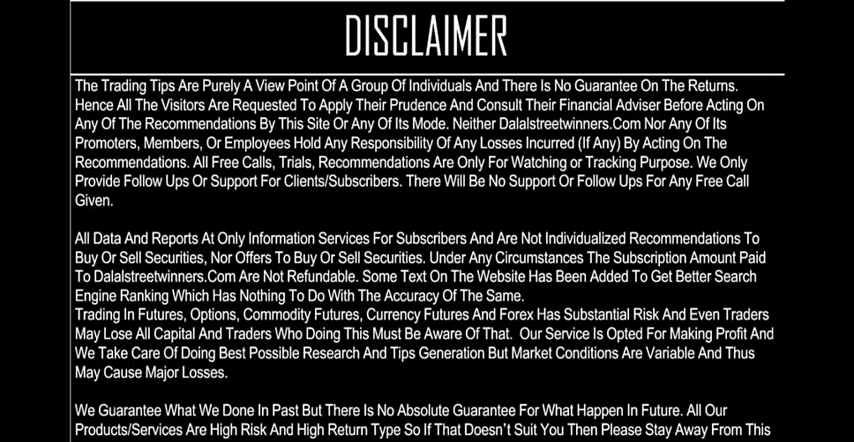 DISCLAIMER
The Trading Tips Are Purely A View Point Of A Group Of Individuals And There Is No Guarantee On The Returns.
Hence All The Visitors Are Requested To Apply Their Prudence And Consult Their Financial Adviser Before Acting On
Any Of The Recommendations By This Site Or Any Of Its Mode. Neither Dalalstreetwinners.Com Nor Any Of Its
Promoters, Members, Or Employees Hold Any Responsibility Of Any Losses Incurred (If Any) By Acting On The
Recommendations. All Free Calls, Trials, Recommendations Are Only For Watching or Tracking Purpose. We Only
Provide Follow Ups Or Support For Clients/Subscribers. There Will Be No Support Or Follow Ups For Any Free Call
Given.
All Data And Reports At Only Information Services For Subscribers And Are Not Individualized Recommendations To
Buy Or Sell Securities, Nor Offers To Buy Or Sell Securities. Under Any Circumstances The Subscription Amount Paid
To Dalalstreetwinners.Com Are Not Refundable. Some Text On The Website Has Been Added To Get Better Search
Engine Ranking Which Has Nothing To Do With The Accuracy Of The Same.
Trading In Futures, Options, Commodity Futures, Currency Futures And Forex Has Substantial Risk And Even Traders
May Lose All Capital And Traders Who Doing This Must Be Aware Of That. Our Service Is Opted For Making Profit And
We Take Care Of Doing Best Possible Research And Tips Generation But Market Conditions Are Variable And Thus
May Cause Major Losses.
We Guarantee What We Done In Past But There Is No Absolute Guarantee For What Happen In Future. All Our
Products/Services Are High Risk And High Return Type So If That Doesn't Suit You Then Please Stay Away From This